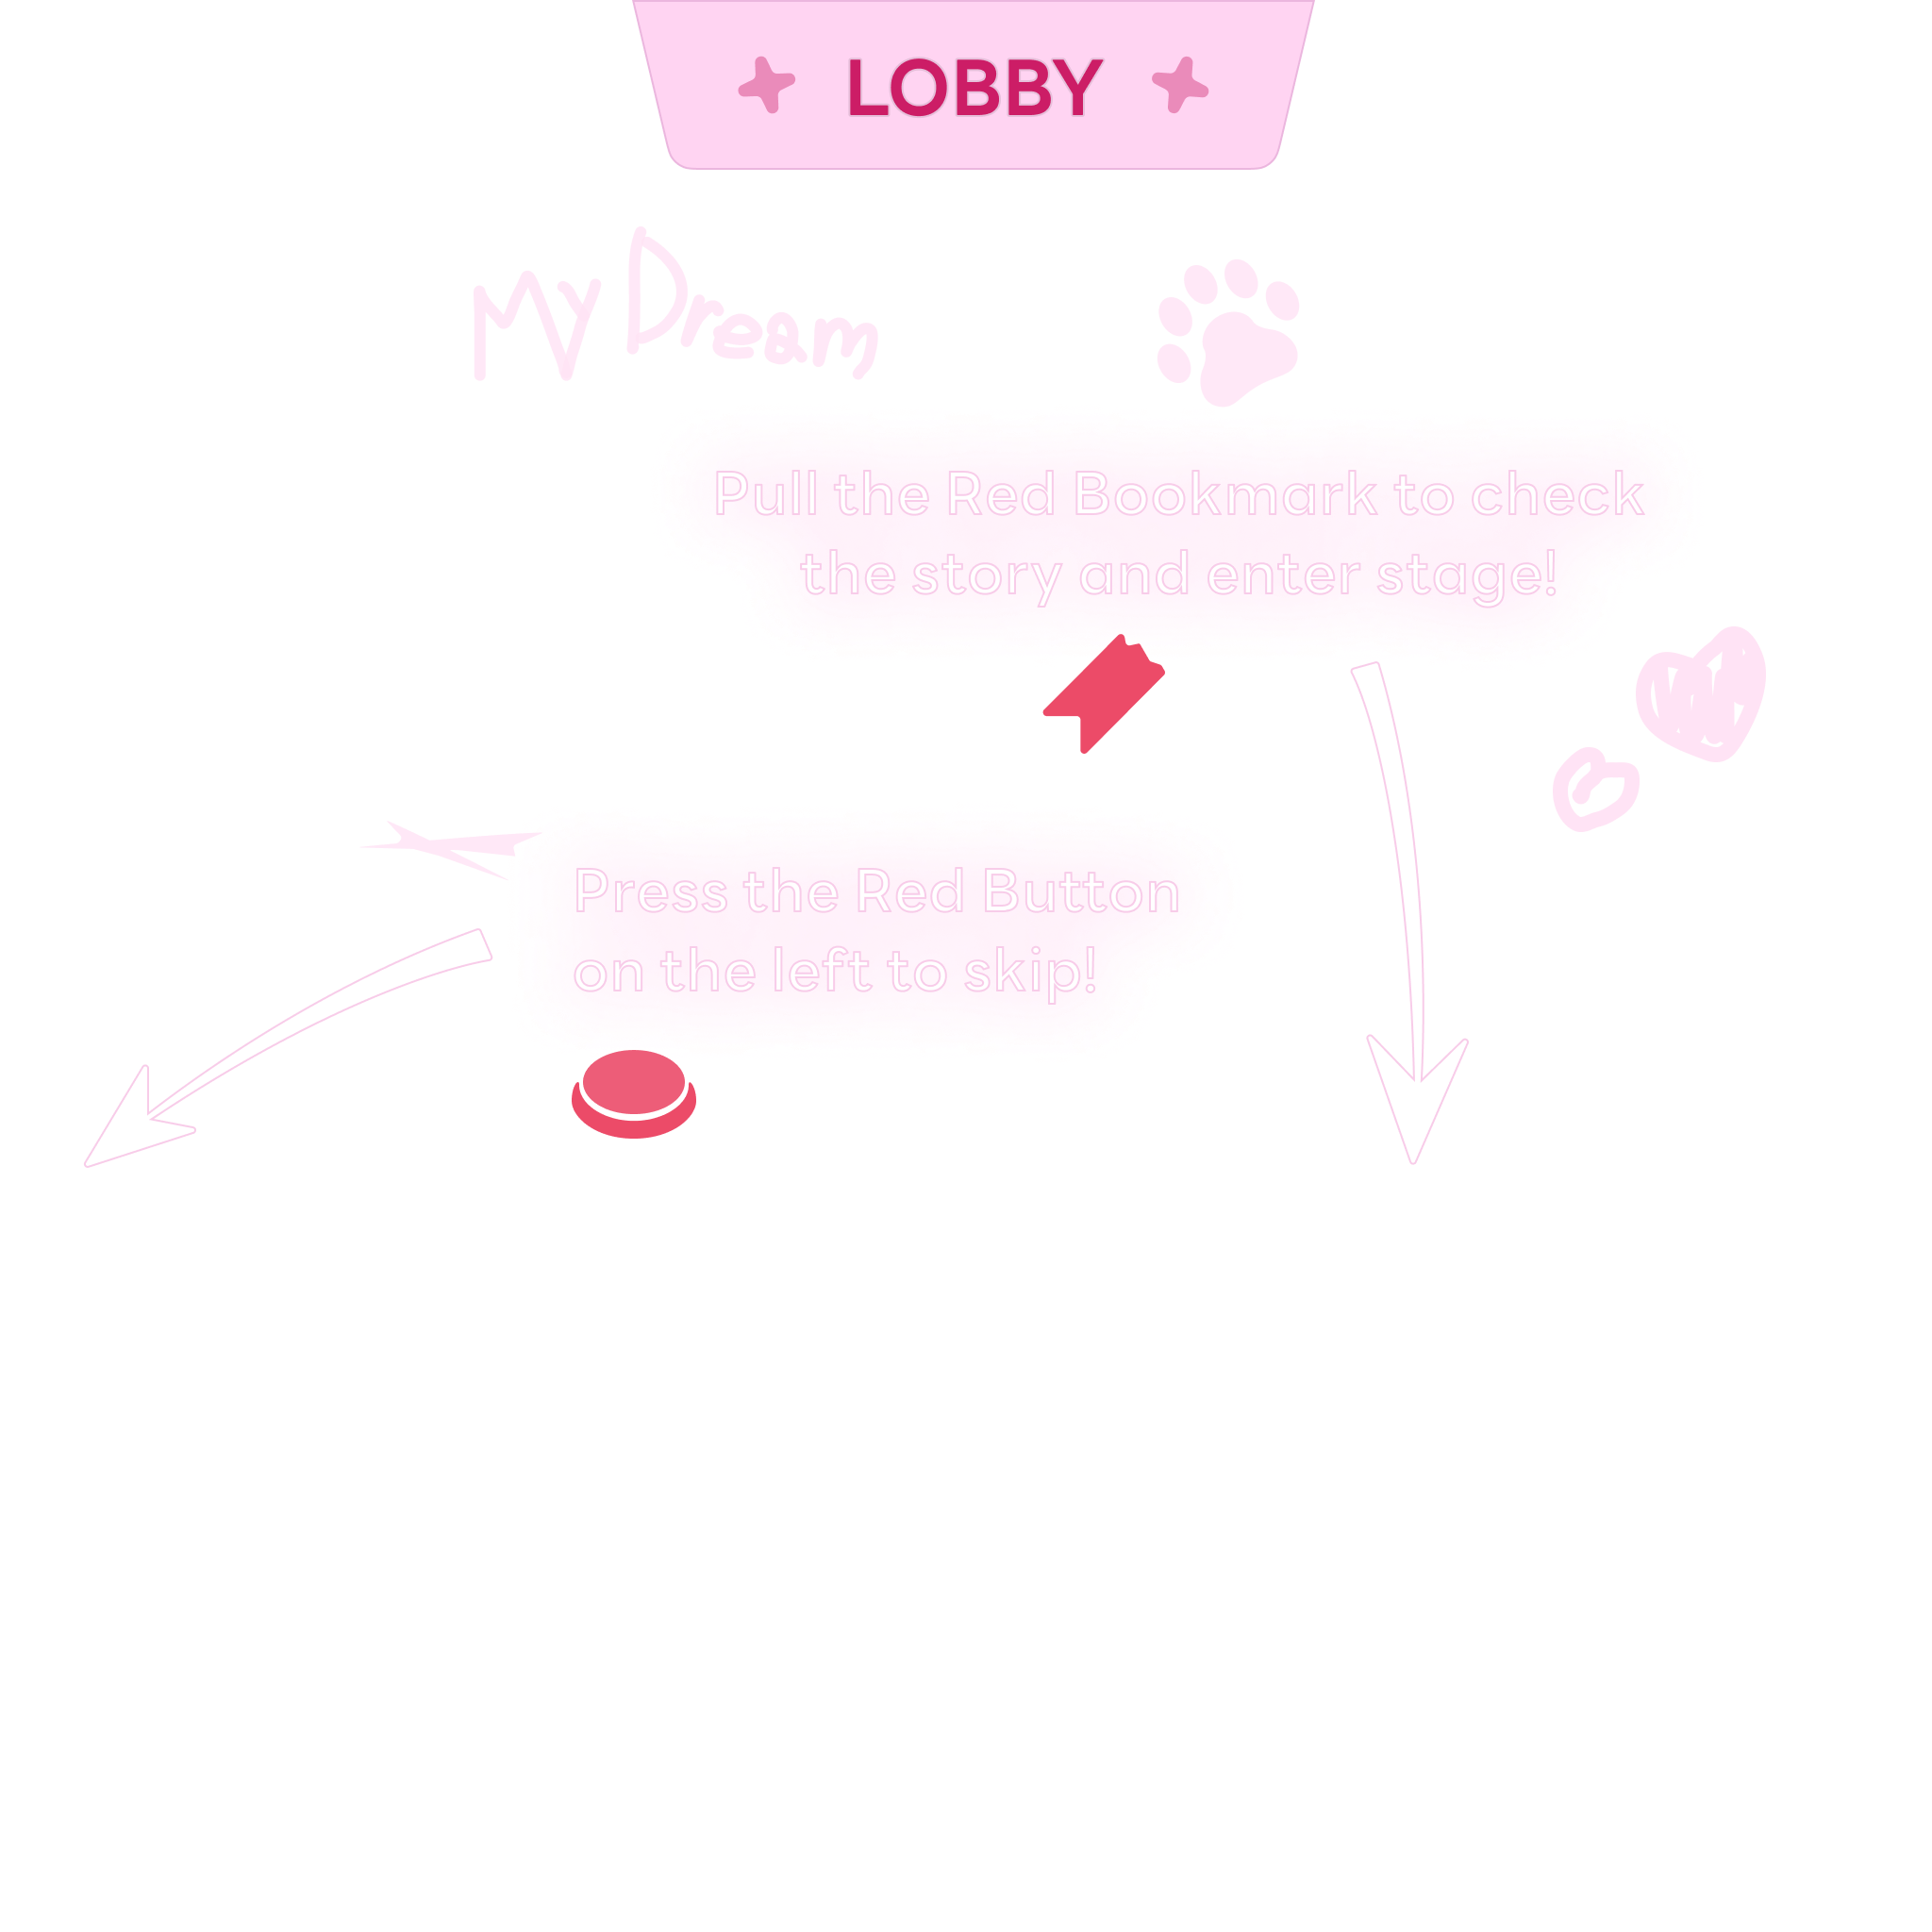 LOBBY
My Dream
Pull the Red Bookmark to check
the story and enter stage!
Press the Red Button
on the left to skip!